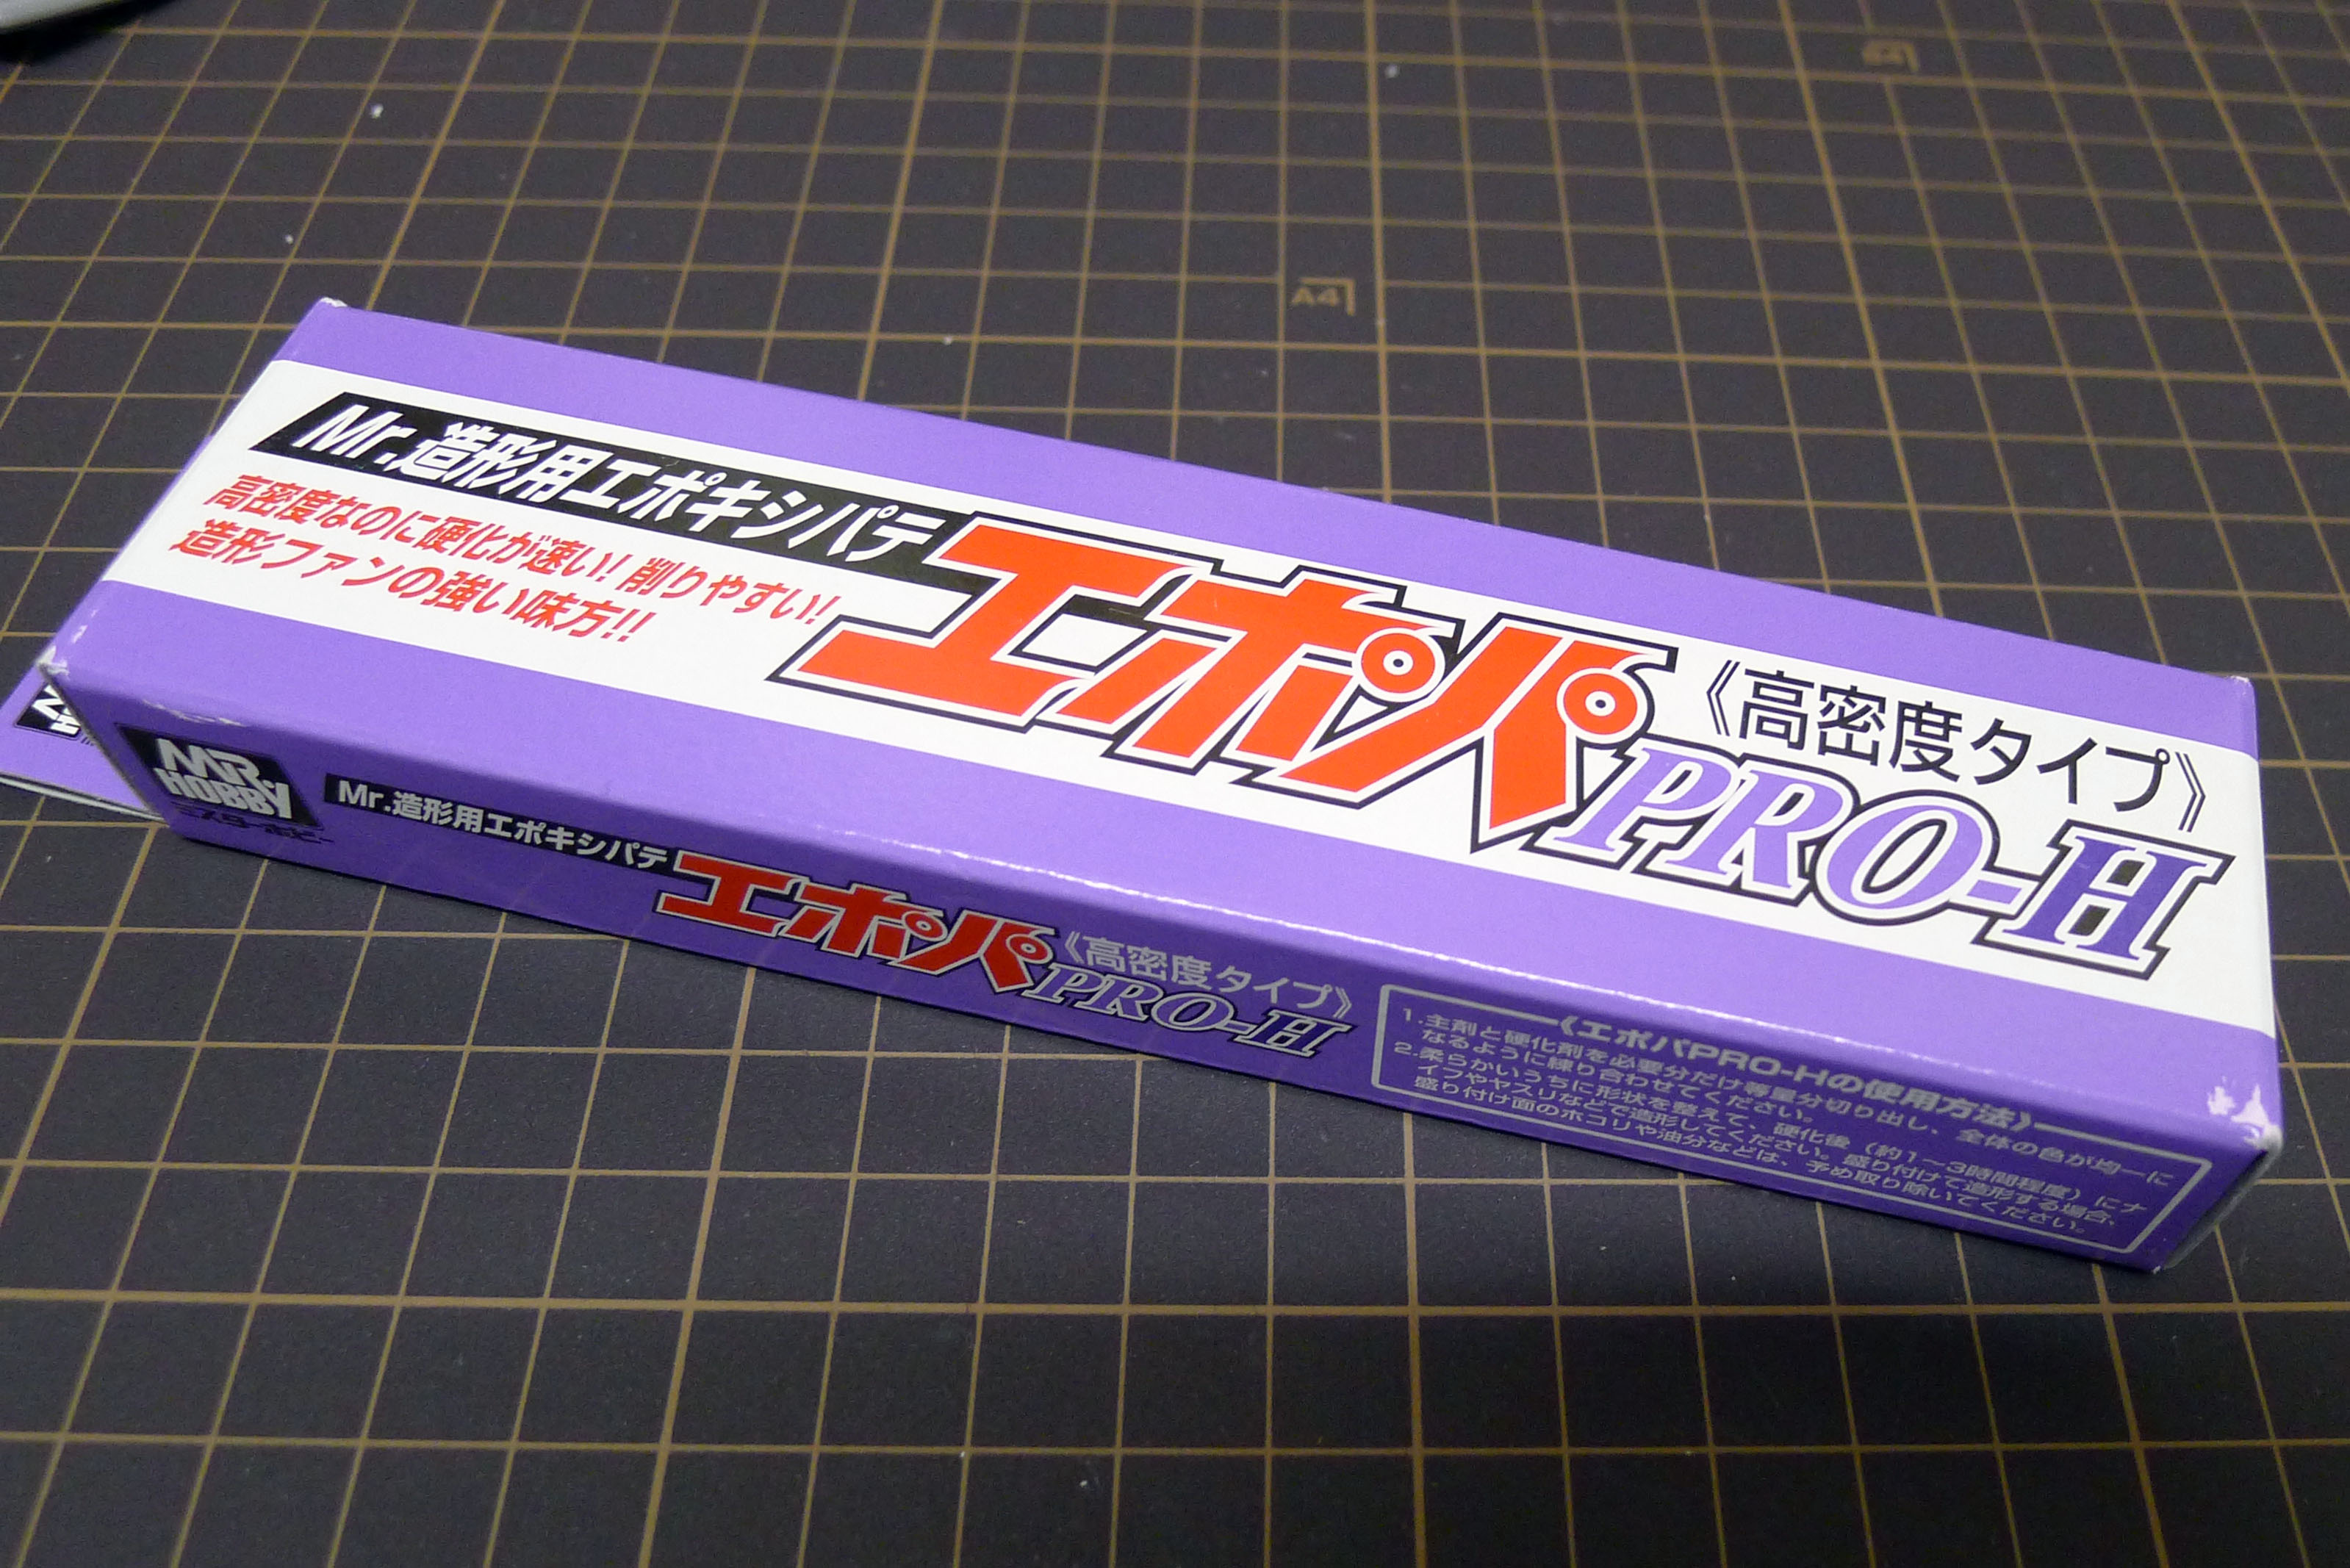 A4
Mr.造形用エポキシパテ
高密度なのに硬化が速い!削りやすい!
造形ファンの強い味方!!
エポパ
《高密度タイプ》
PRO-H
MR.
HOBBY
Mr.造形用エポキシパテ
エポパ
《高密度タイプ》
PRO-H
《エポパPRO-Hの使用方法》
1.主剤と硬化剤を必要分だけ等量分切り出し、全体の色が均一に
なるように練り合わせてください。
2.柔らかいうちに形状を整えて、硬化後(約1〜3時間程度)にナ
イフやヤスリなどで造形してください。盛り付けて造形する場合、
盛り付け面のホコリや油分などは、予め取り除いてください。